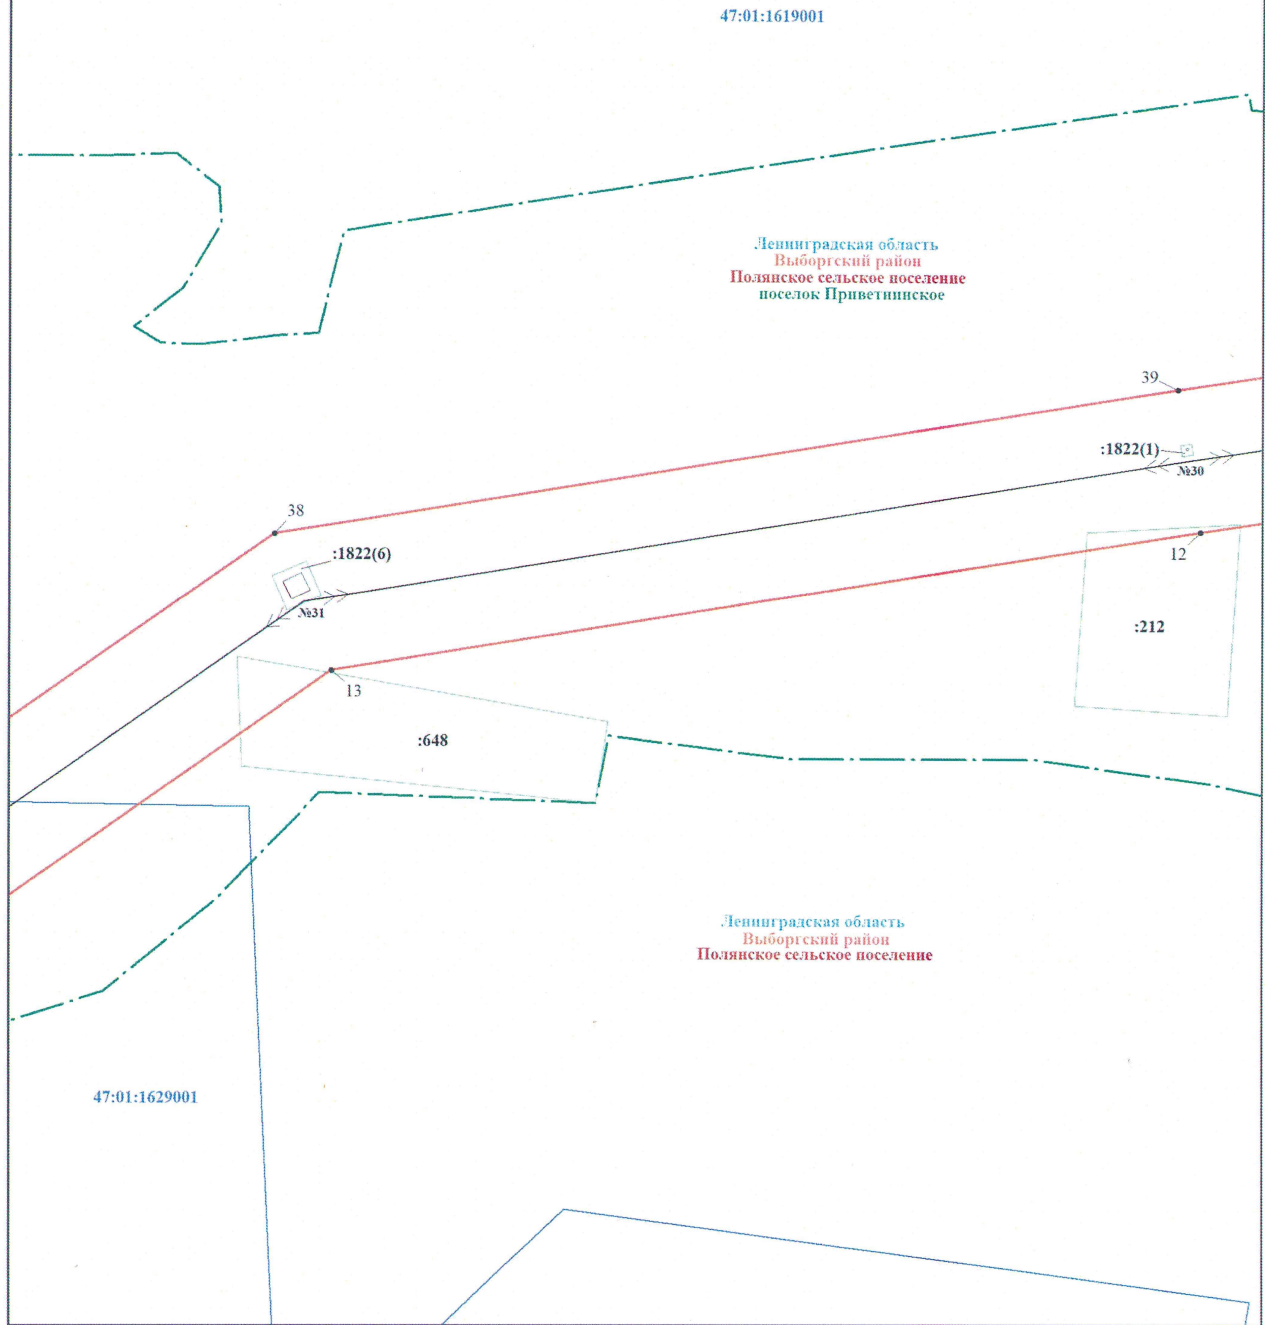 47:01:1619001
Ленинградская область
Выборгский район
Полянское сельское поселение
поселок Приветнинское
39
:1822(1)
№30
38
:1822(6)
№31
12
:212
13
:648
Ленинградская область
Выборгский район
Полянское сельское поселение
47:01:1629001